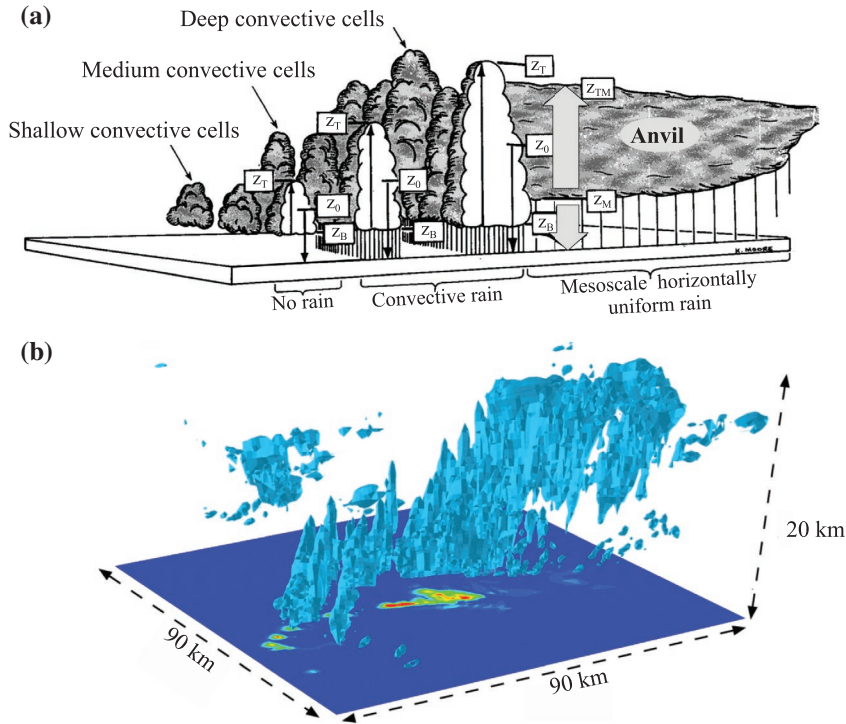 (a)
Deep convective cells
Medium convective cells
Shallow convective cells
Z_T
Z_TM
Z_T
Z_0
Anvil
Z_T
Z_0
Z_0
Z_M
Z_B
Z_B
Z_B
K. MOORE
No rain
Convective rain
Mesoscale horizontally
uniform rain
(b)
20 km
90 km
90 km